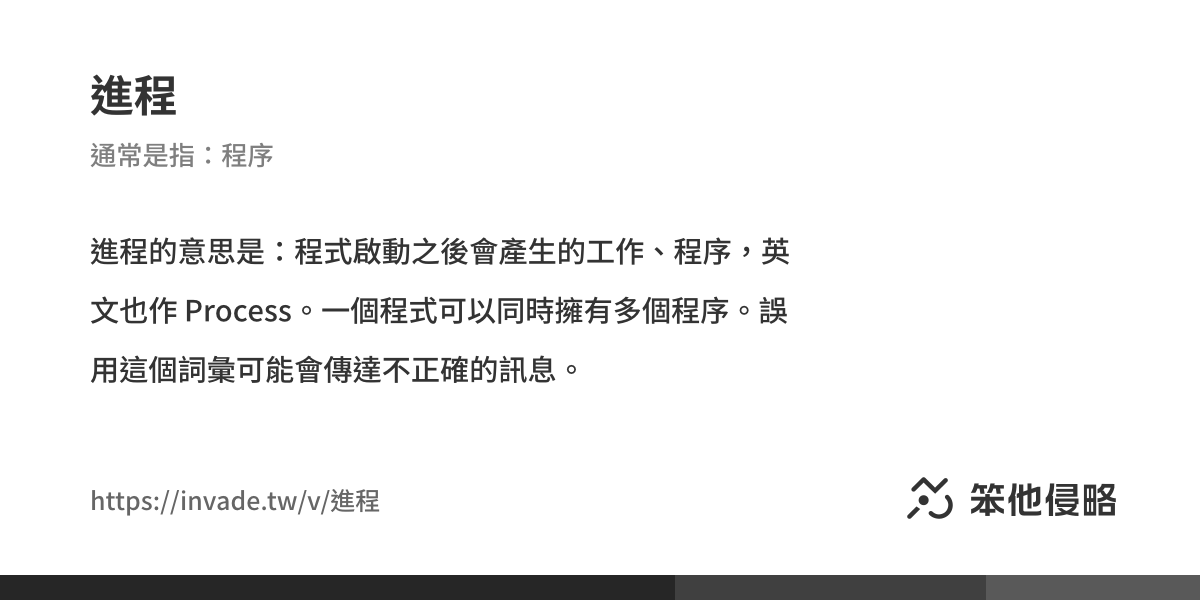 進程
通常是指：程序
進程的意思是：程式啟動之後會產生的工作、程序，英
文也作 Process。一個程式可以同時擁有多個程序。誤
用這個詞彙可能會傳達不正確的訊息。
https://invade.tw/v/進程
笨他侵略